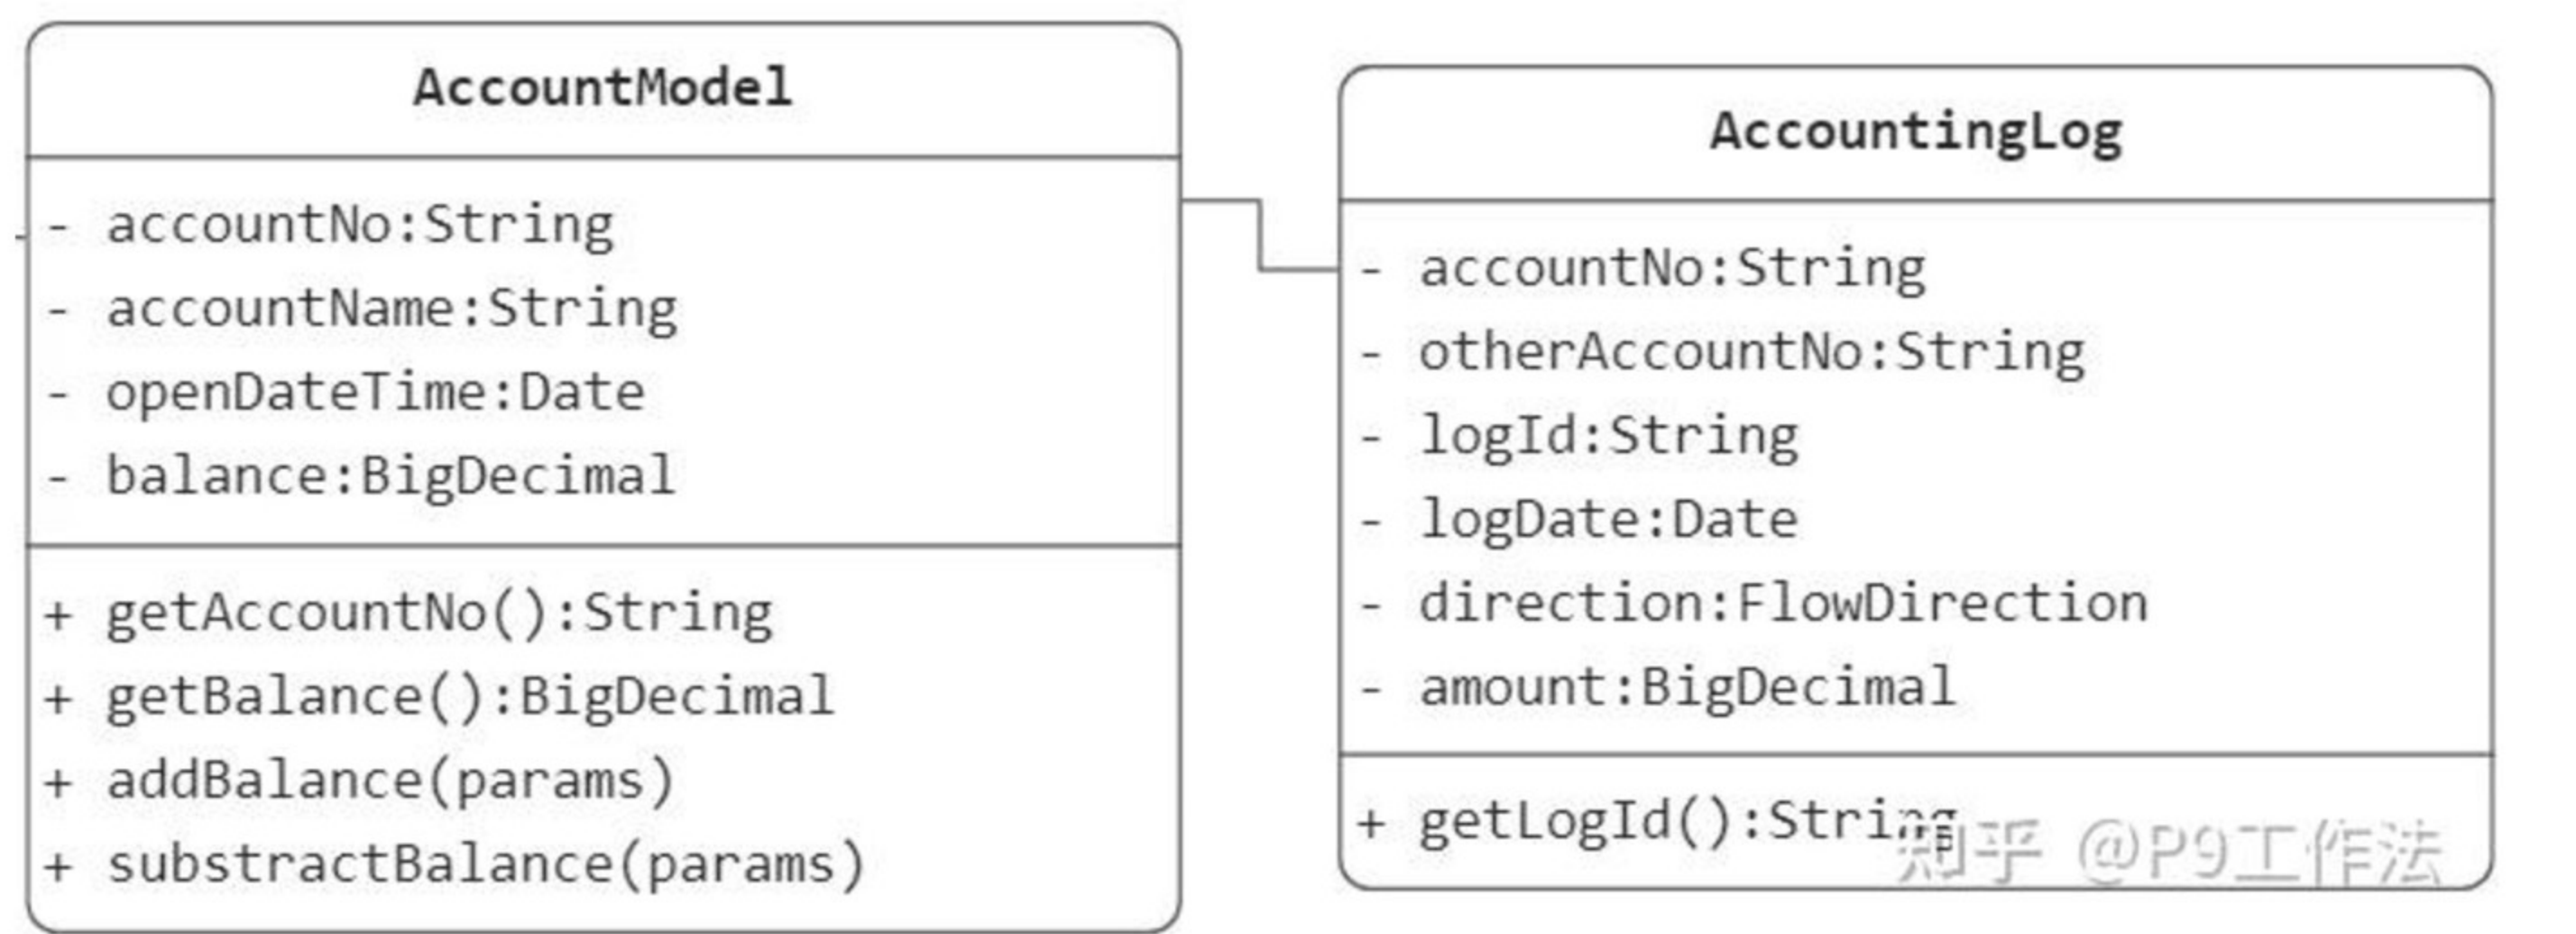 AccountModel
- accountNo:String
- accountName:String
- openDateTime:Date
- balance:BigDecimal
+ getAccountNo():String
+ getBalance():BigDecimal
+ addBalance(params)
+ substractBalance(params)
AccountingLog
- accountNo:String
- otherAccountNo:String
- logId:String
- logDate:Date
- direction:FlowDirection
- amount:BigDecimal
+ getLogId():String
知乎 @P9工作法